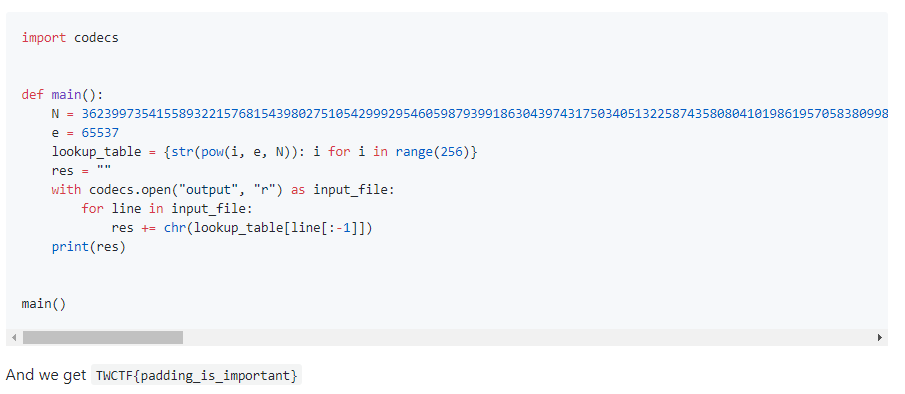 import codecs
def main():
    N = 362399735415589322157681543980275105429992954605987939918630439743175034051322587435808041019861957058380998
    e = 65537
    lookup_table = {str(pow(i, e, N)): i for i in range(256)}
    res = ""
    with codecs.open("output", "r") as input_file:
        for line in input_file:
            res += chr(lookup_table[line[:-1]])
    print(res)
main()
And we get TWCTF{padding_is_important}